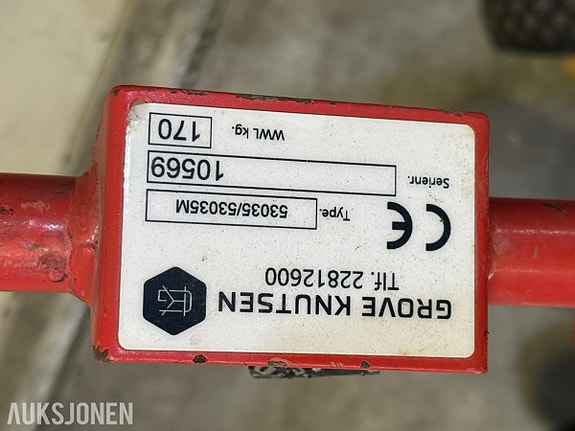 GROVE KNUTSEN
Tlf. 22812600
CE Type. 53035/53035M
Serienr. 10569
WWL kg. 170
AUKSJONEN